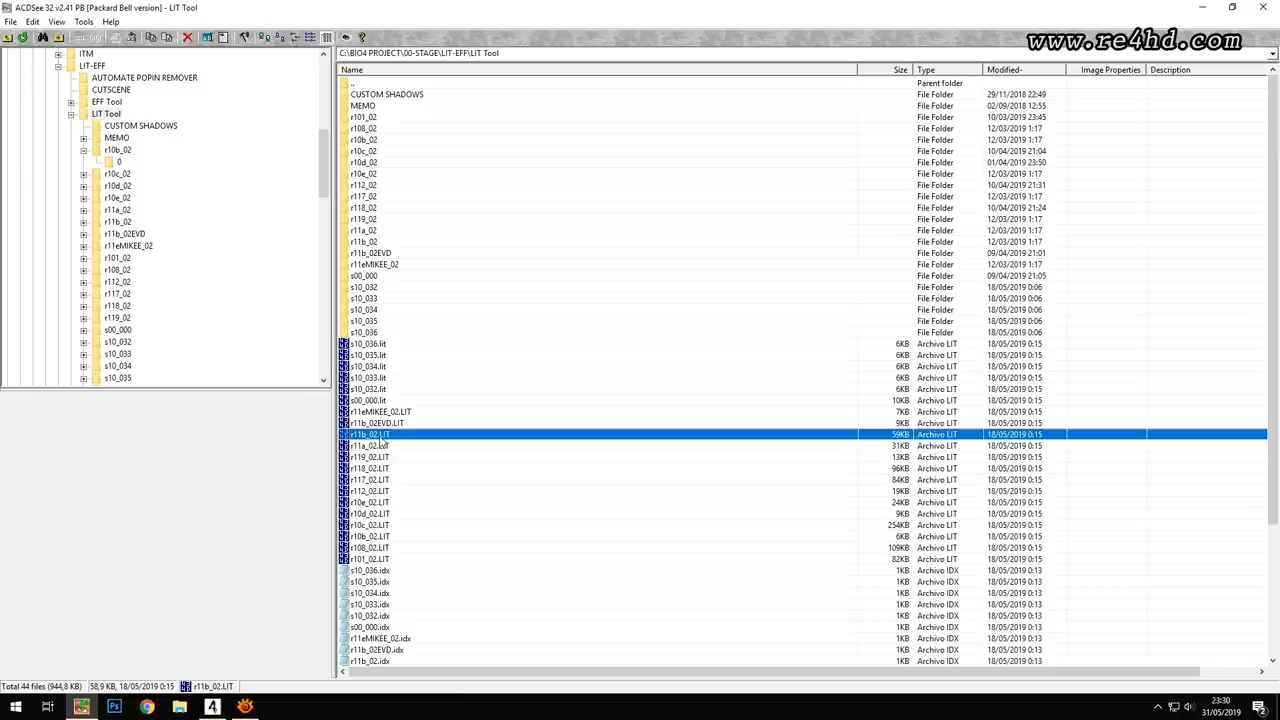 ACDSee 32 v2.41 PB [Packard Bell version] - LIT Tool
File Edit View Tools Help
www.re4hd.com
C:\BIO4 PROJECT\00-STAGE\LIT-EFF\LIT Tool
ITM
LIT-EFF
AUTOMATE POPIN REMOVER
CUTSCENE
EFF Tool
LIT Tool
CUSTOM SHADOWS
MEMO
r10b_02
0
r10c_02
r10d_02
r10e_02
r11a_02
r11b_02
r11b_02EVD
r11eMIKEE_02
r101_02
r108_02
r112_02
r117_02
r118_02
r119_02
s00_000
s10_032
s10_033
s10_034
s10_035
Name Size Type Modified- Image Properties Description
.. Parent folder
CUSTOM SHADOWS File Folder 29/11/2018 22:49
MEMO File Folder 02/09/2018 12:55
r101_02 File Folder 10/03/2019 23:45
r108_02 File Folder 12/03/2019 1:17
r10b_02 File Folder 12/03/2019 1:17
r10c_02 File Folder 10/04/2019 21:04
r10d_02 File Folder 01/04/2019 23:50
r10e_02 File Folder 12/03/2019 1:17
r112_02 File Folder 10/04/2019 21:31
r117_02 File Folder 12/03/2019 1:17
r118_02 File Folder 10/04/2019 21:24
r119_02 File Folder 12/03/2019 1:17
r11a_02 File Folder 12/03/2019 1:17
r11b_02 File Folder 12/03/2019 1:17
r11b_02EVD File Folder 09/04/2019 21:01
r11eMIKEE_02 File Folder 12/03/2019 1:17
s00_000 File Folder 09/04/2019 21:05
s10_032 File Folder 18/05/2019 0:06
s10_033 File Folder 18/05/2019 0:06
s10_034 File Folder 18/05/2019 0:06
s10_035 File Folder 18/05/2019 0:06
s10_036 File Folder 18/05/2019 0:06
s10_036.lit 6KB Archivo LIT 18/05/2019 0:15
s10_035.lit 6KB Archivo LIT 18/05/2019 0:15
s10_034.lit 6KB Archivo LIT 18/05/2019 0:15
s10_033.lit 6KB Archivo LIT 18/05/2019 0:15
s10_032.lit 6KB Archivo LIT 18/05/2019 0:15
s00_000.lit 10KB Archivo LIT 18/05/2019 0:15
r11eMIKEE_02.LIT 7KB Archivo LIT 18/05/2019 0:15
r11b_02EVD.LIT 9KB Archivo LIT 18/05/2019 0:15
r11b_02.LIT 59KB Archivo LIT 18/05/2019 0:15
r11a_02.LIT 31KB Archivo LIT 18/05/2019 0:15
r119_02.LIT 13KB Archivo LIT 18/05/2019 0:15
r118_02.LIT 96KB Archivo LIT 18/05/2019 0:15
r117_02.LIT 84KB Archivo LIT 18/05/2019 0:15
r112_02.LIT 19KB Archivo LIT 18/05/2019 0:15
r10e_02.LIT 24KB Archivo LIT 18/05/2019 0:15
r10d_02.LIT 9KB Archivo LIT 18/05/2019 0:15
r10c_02.LIT 254KB Archivo LIT 18/05/2019 0:15
r10b_02.LIT 6KB Archivo LIT 18/05/2019 0:15
r108_02.LIT 109KB Archivo LIT 18/05/2019 0:15
r101_02.LIT 82KB Archivo LIT 18/05/2019 0:15
s10_036.idx 1KB Archivo IDX 18/05/2019 0:13
s10_035.idx 1KB Archivo IDX 18/05/2019 0:13
s10_034.idx 1KB Archivo IDX 18/05/2019 0:13
s10_033.idx 1KB Archivo IDX 18/05/2019 0:13
s10_032.idx 1KB Archivo IDX 18/05/2019 0:13
s00_000.idx 1KB Archivo IDX 18/05/2019 0:13
r11eMIKEE_02.idx 1KB Archivo IDX 18/05/2019 0:13
r11b_02EVD.idx 1KB Archivo IDX 18/05/2019 0:13
r11b_02.idx 1KB Archivo IDX 18/05/2019 0:13
Total 44 files (944,8 KB) 58,9 KB, 18/05/2019 0:15 r11b_02.LIT
23:30
31/05/2019
2